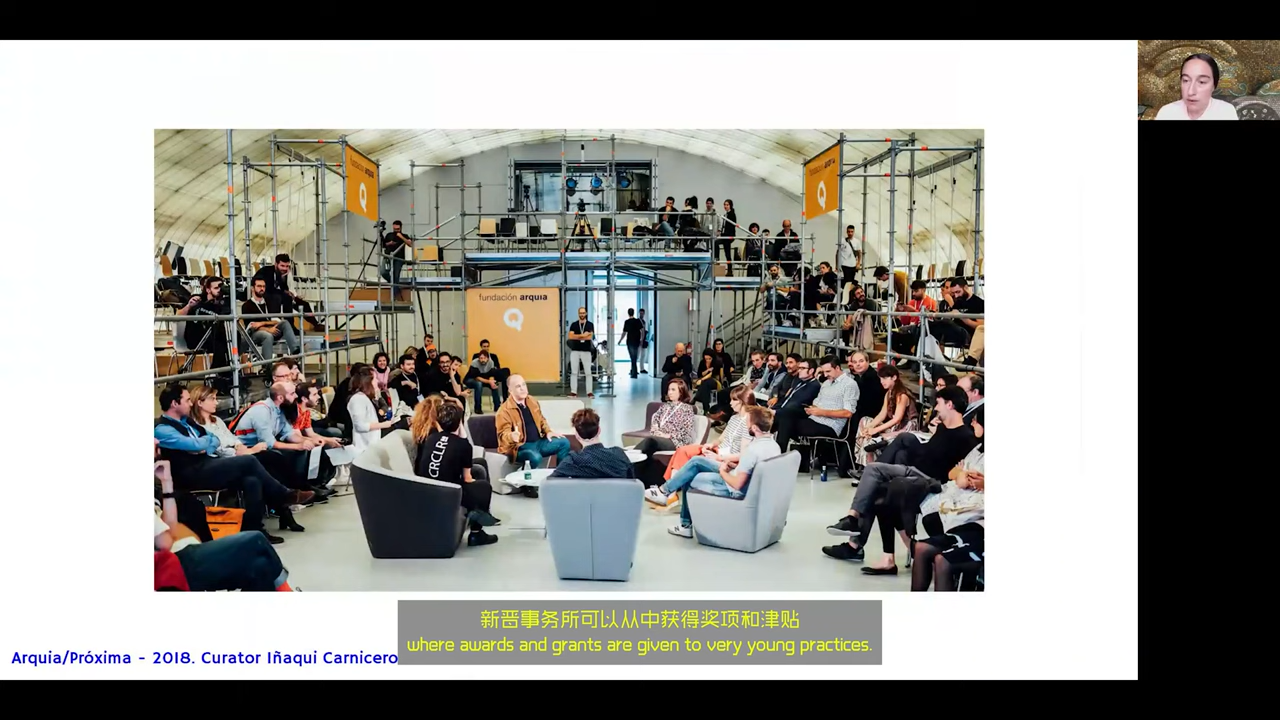 fundación arquia
fundación arquia
fundación arquia
CRCLR
新晋事务所可以从中获得奖项和津贴
where awards and grants are given to very young practices.
Arquia/Próxima - 2018. Curator Iñaqui Carnicero